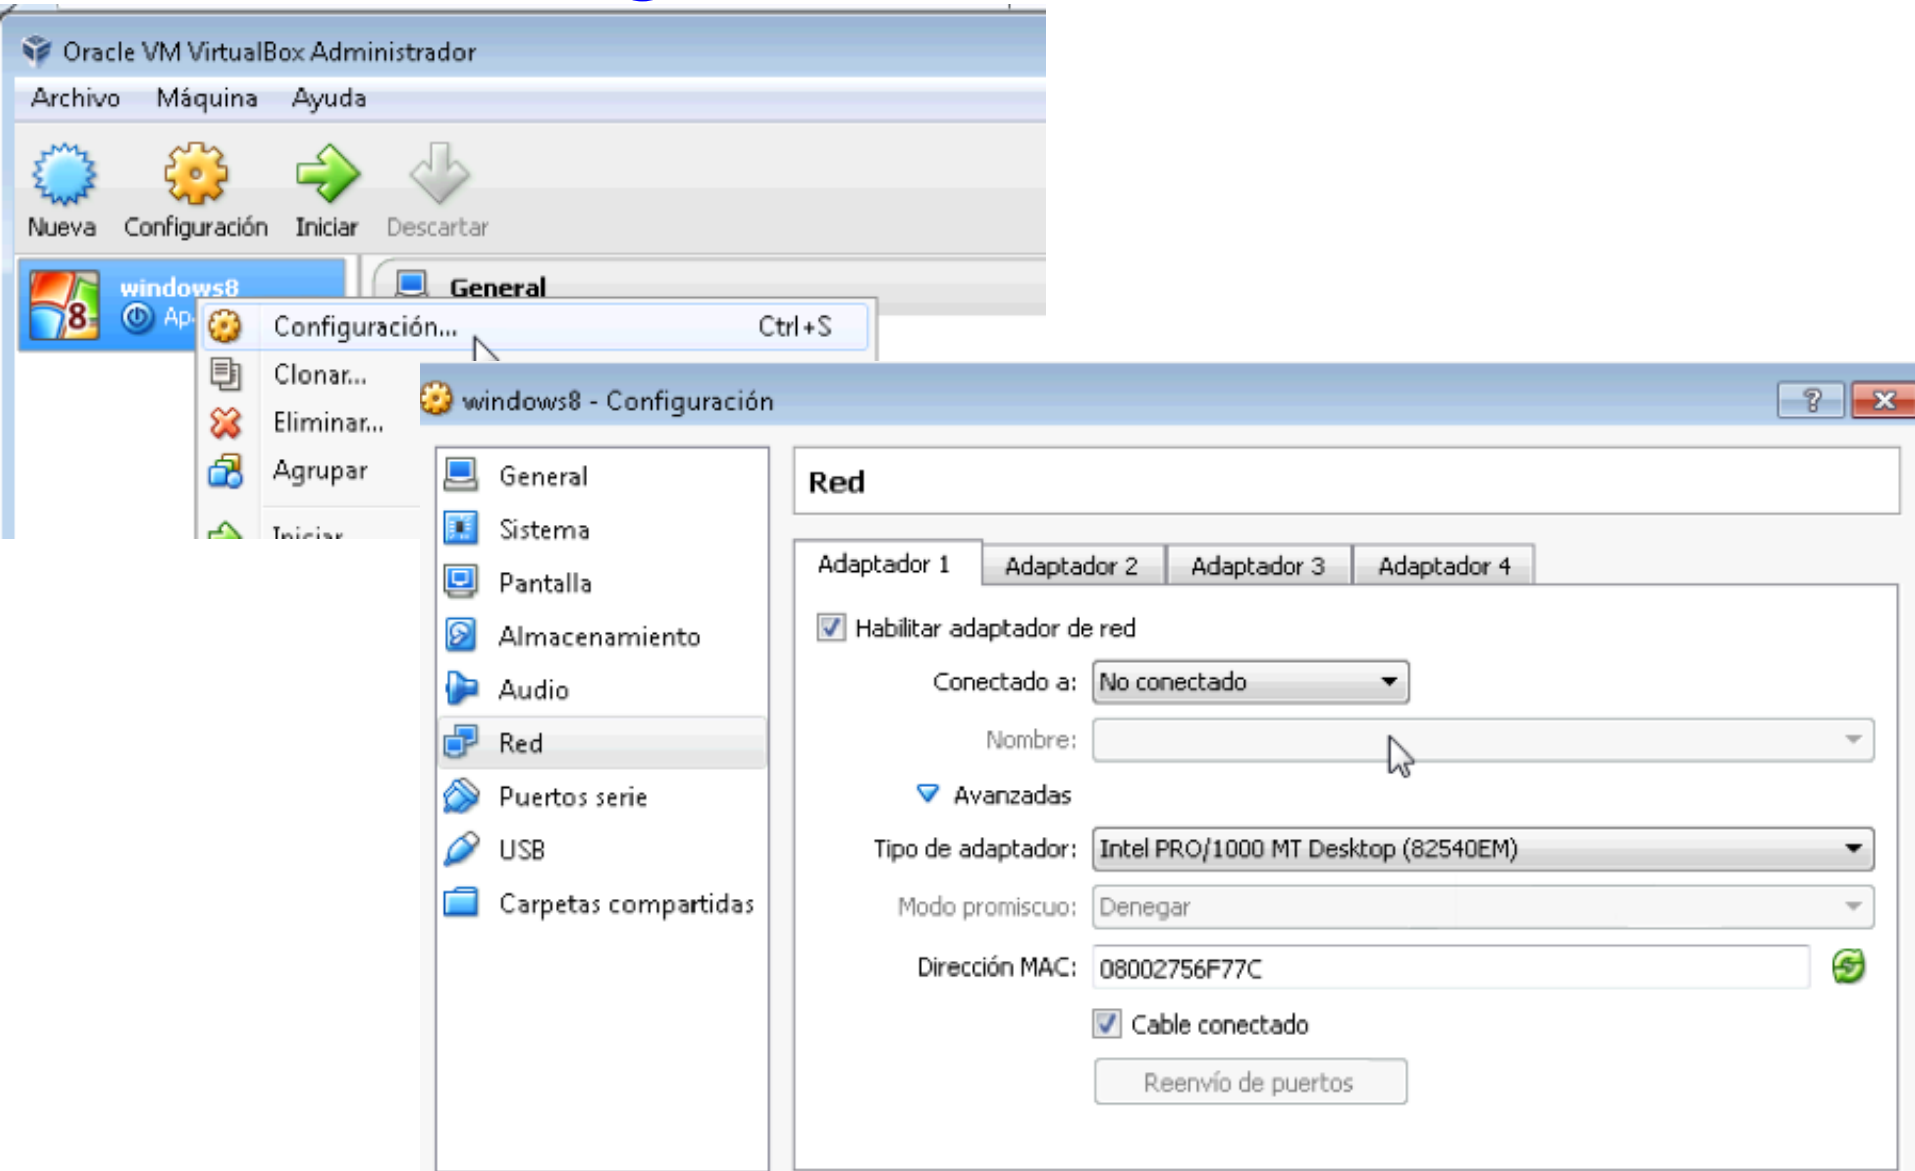 Oracle VM VirtualBox Administrador
Archivo Máquina Ayuda
Nueva Configuración Iniciar Descartar
windows8
General
Configuración... Ctrl+S
Clonar...
Eliminar...
Agrupar
Iniciar
windows8 - Configuración
General
Sistema
Pantalla
Almacenamiento
Audio
Red
Puertos serie
USB
Carpetas compartidas
Red
Adaptador 1 Adaptador 2 Adaptador 3 Adaptador 4
Habilitar adaptador de red
Conectado a: No conectado
Nombre:
Avanzadas
Tipo de adaptador: Intel PRO/1000 MT Desktop (82540EM)
Modo promiscuo: Denegar
Dirección MAC: 08002756F77C
Cable conectado
Reenvío de puertos